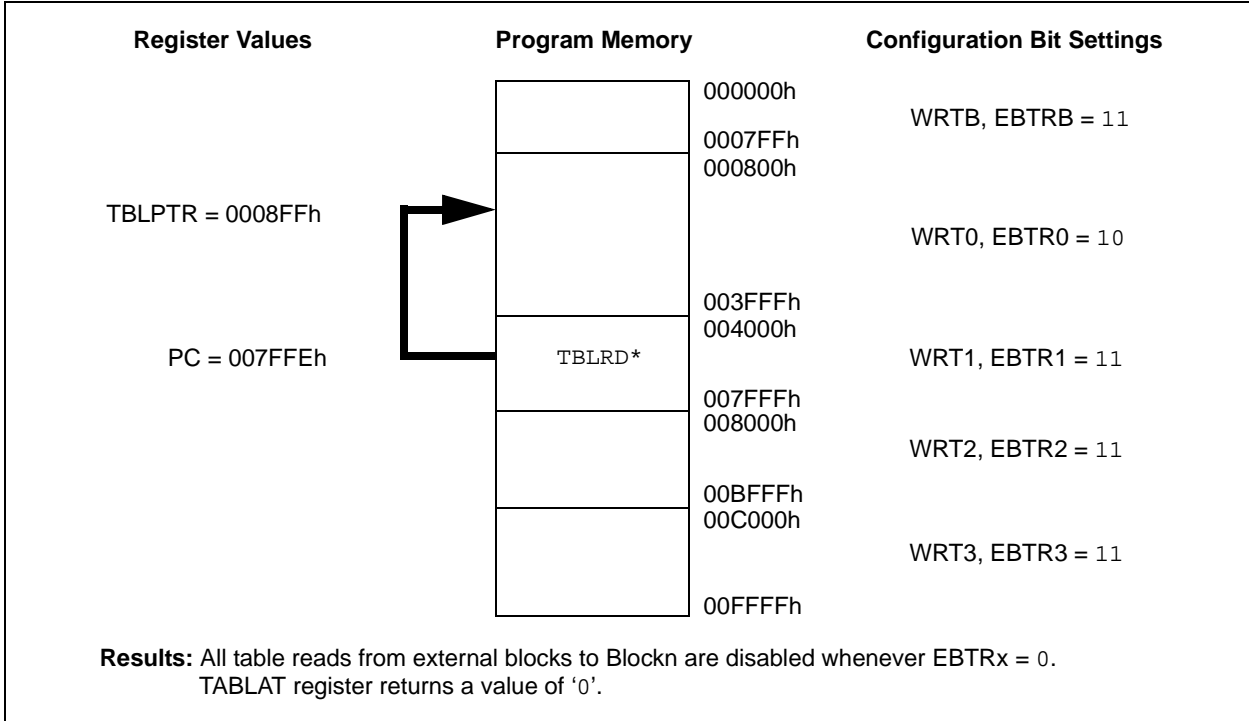 Register Values Program Memory Configuration Bit Settings
000000h
WRTB, EBTRB = 11
0007FFh
000800h
TBLPTR = 0008FFh
WRT0, EBTR0 = 10
003FFFh
004000h
PC = 007FFEh TBLRD* WRT1, EBTR1 = 11
007FFFh
008000h
WRT2, EBTR2 = 11
00BFFFh
00C000h
WRT3, EBTR3 = 11
00FFFFh
Results: All table reads from external blocks to Blockn are disabled whenever EBTRx = 0.
TABLAT register returns a value of ‘0’.